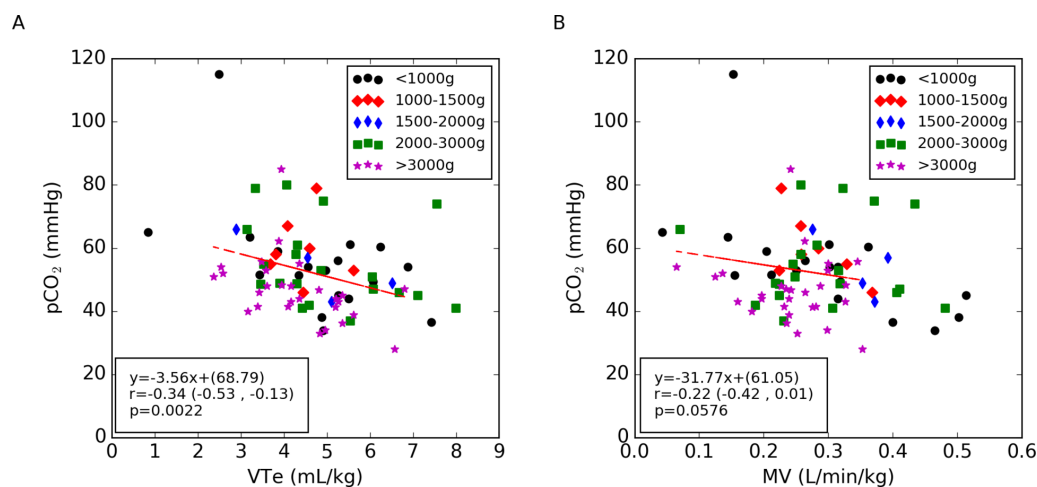 A
120
100
80
60
40
20
0
pCO₂ (mmHg)
<1000g
1000-1500g
1500-2000g
2000-3000g
>3000g
y=-3.56x+(68.79)
r=-0.34 (-0.53 , -0.13)
p=0.0022
0 1 2 3 4 5 6 7 8 9
VTe (mL/kg)
B
120
100
80
60
40
20
0
pCO₂ (mmHg)
<1000g
1000-1500g
1500-2000g
2000-3000g
>3000g
y=-31.77x+(61.05)
r=-0.22 (-0.42 , 0.01)
p=0.0576
0.0 0.1 0.2 0.3 0.4 0.5 0.6
MV (L/min/kg)